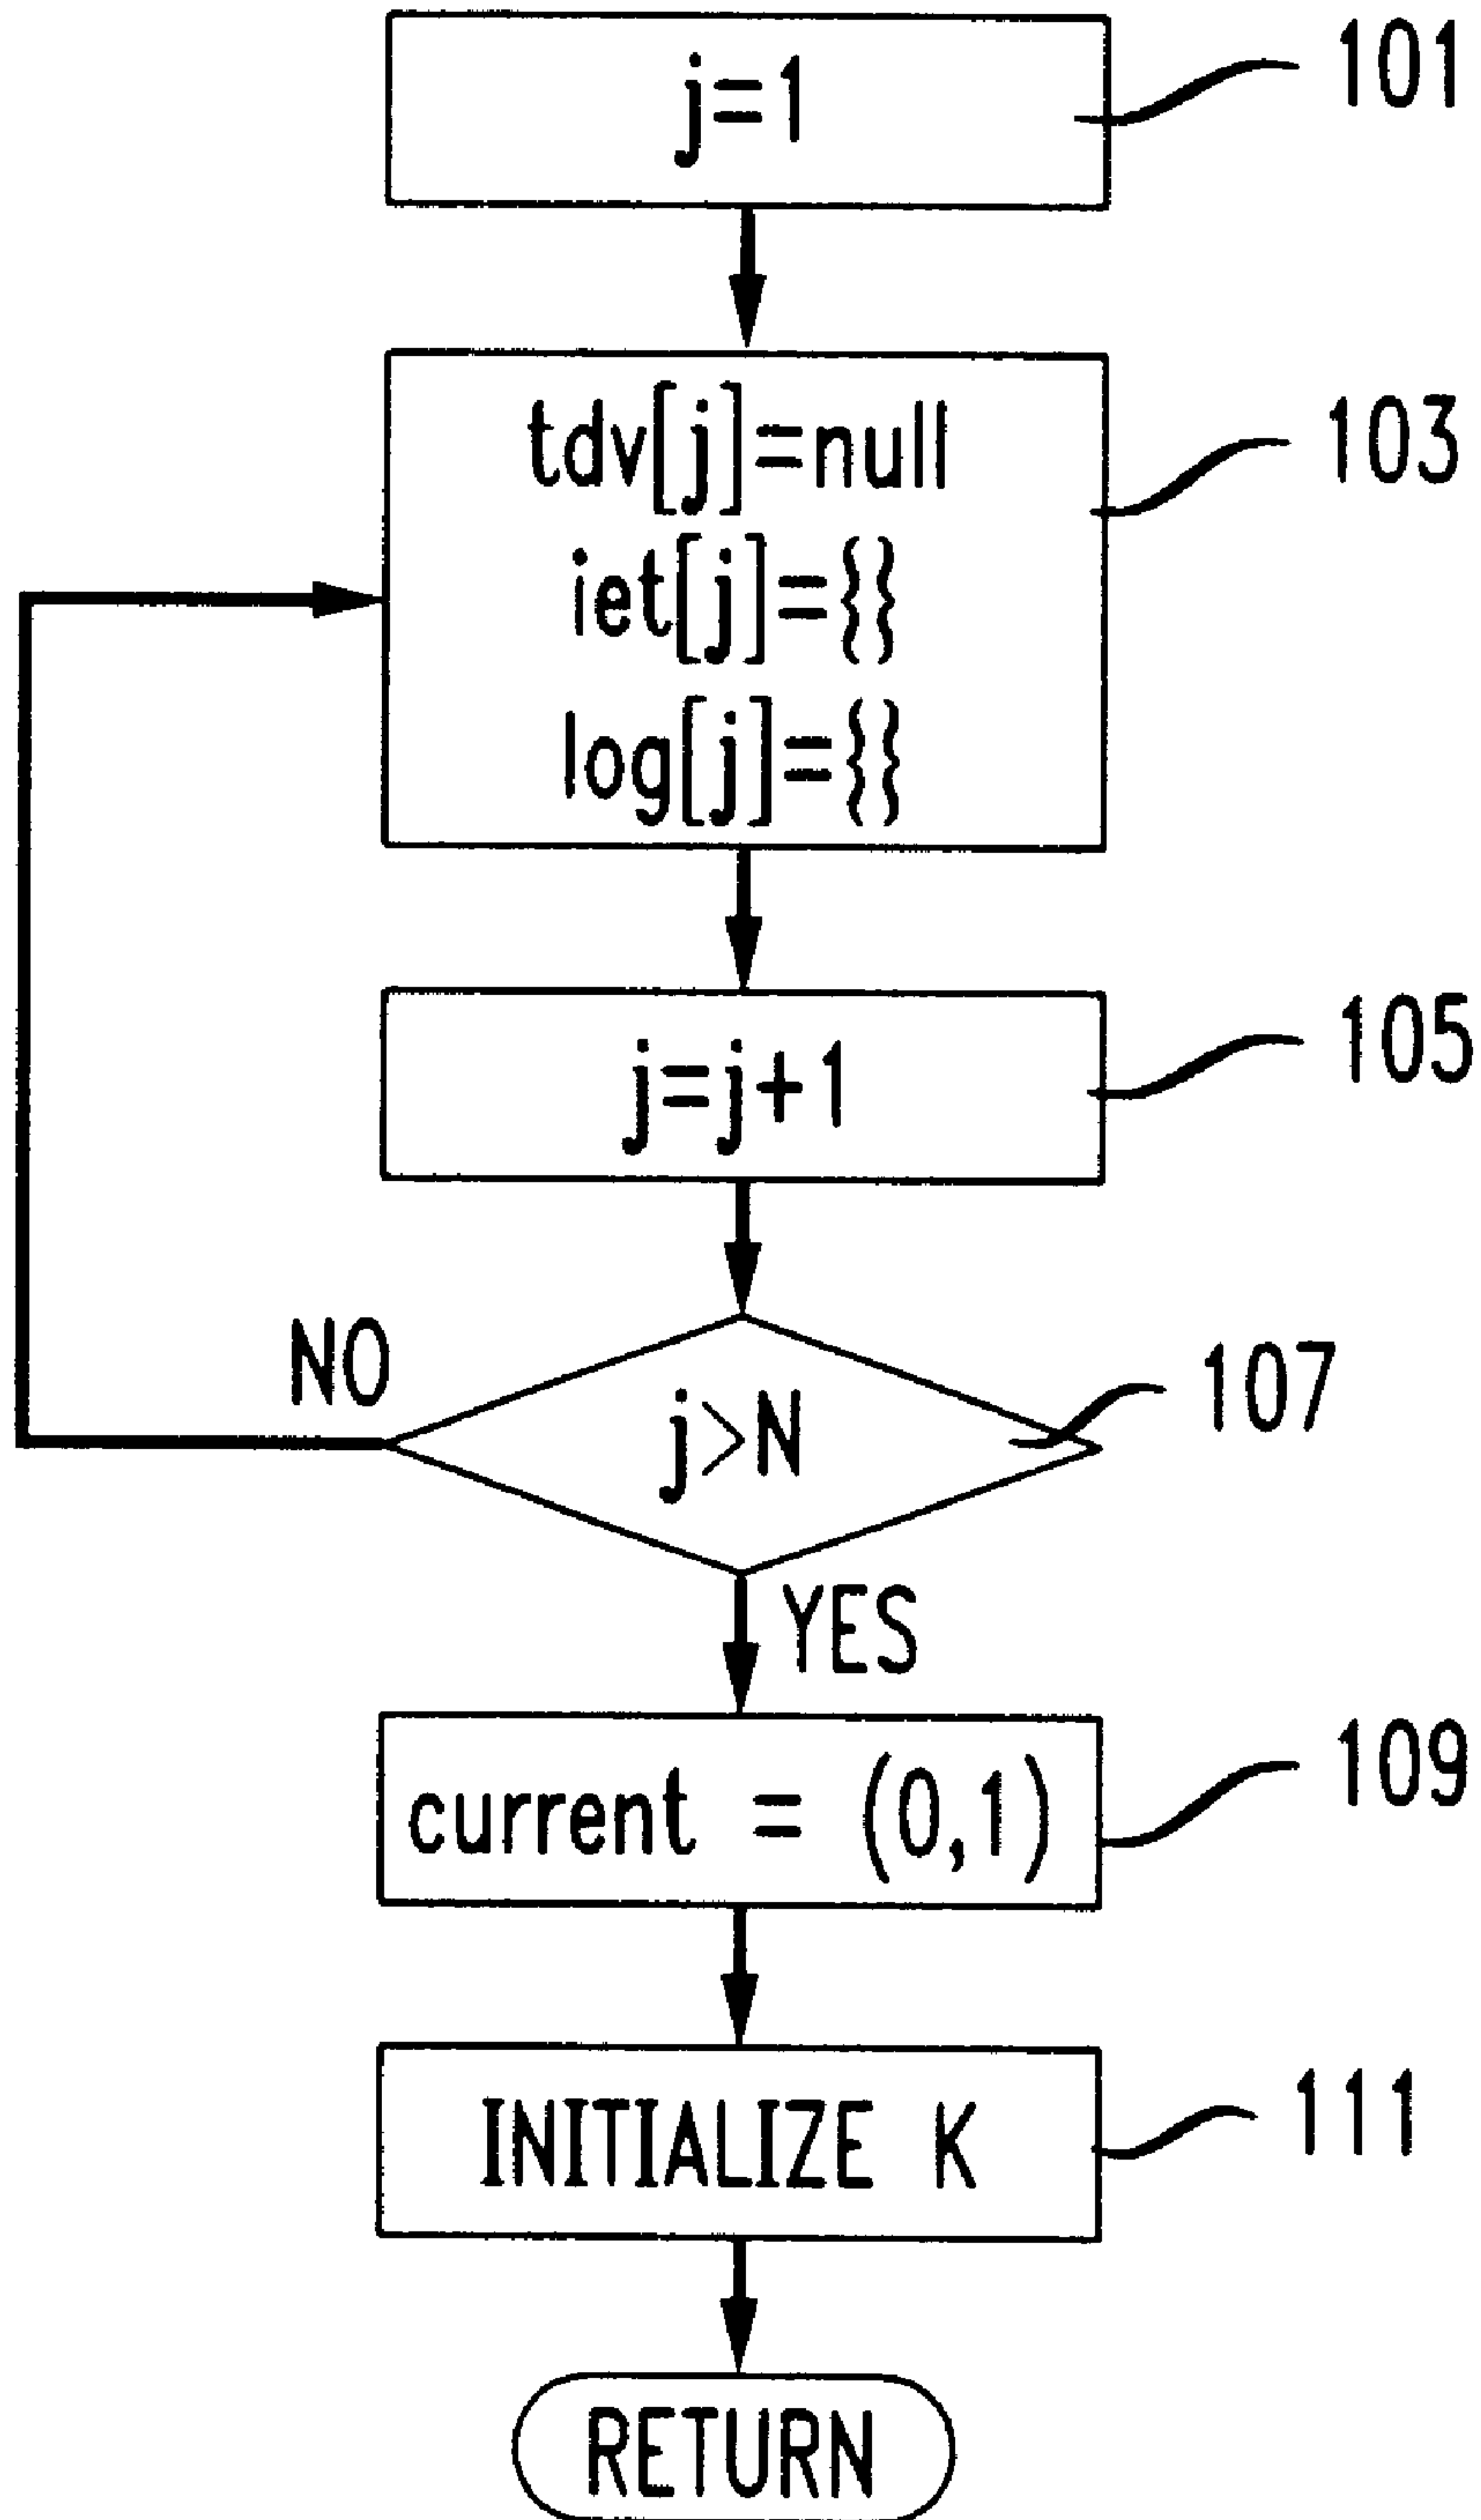 j=1
101
tdv[j]=null
iet[j]={}
log[j]={}
103
j=j+1
105
NO
j>N
107
YES
current = (0,1)
109
INITIALIZE K
111
RETURN